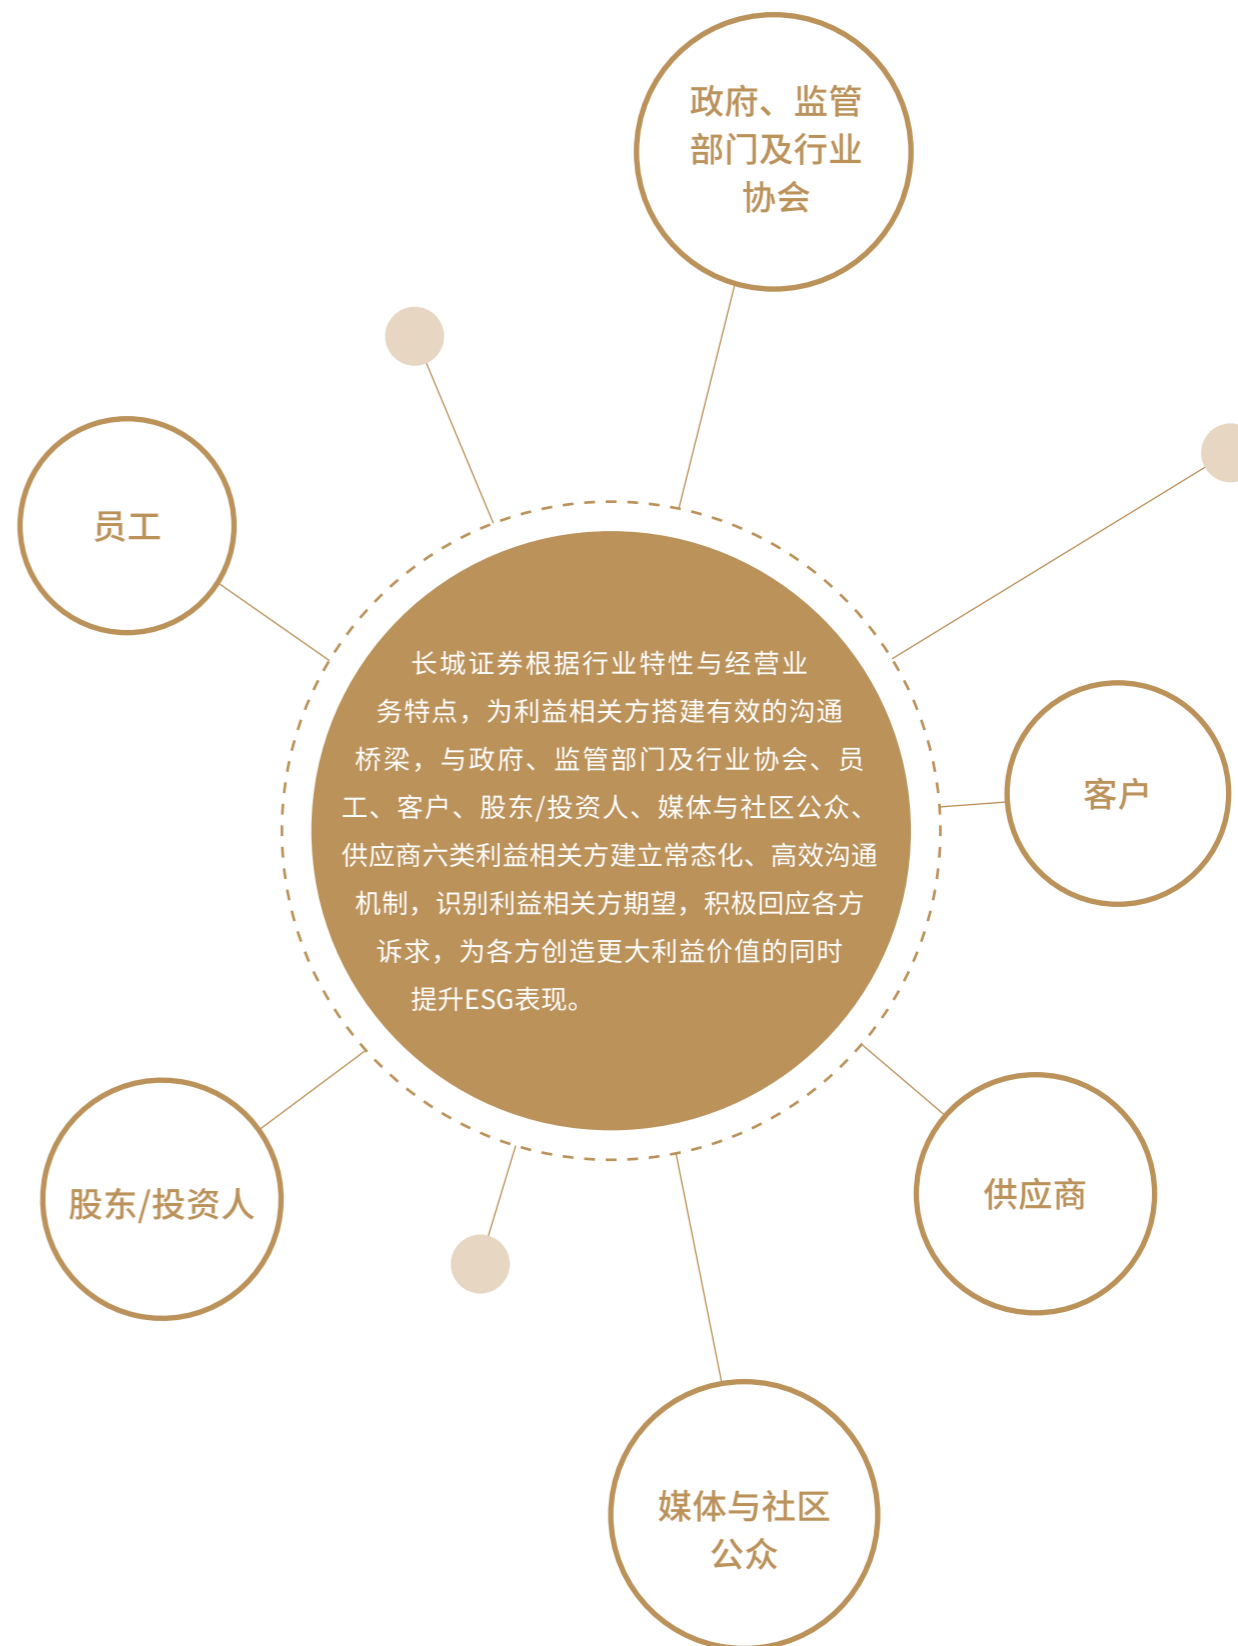 政府、监管
部门及行业
协会
员工
长城证券根据行业特性与经营业
务特点，为利益相关方搭建有效的沟通
桥梁，与政府、监管部门及行业协会、员
工、客户、股东/投资人、媒体与社区公众、
供应商六类利益相关方建立常态化、高效沟通
机制，识别利益相关方期望，积极回应各方
诉求，为各方创造更大利益价值的同时
提升ESG表现。
客户
股东/投资人
供应商
媒体与社区
公众